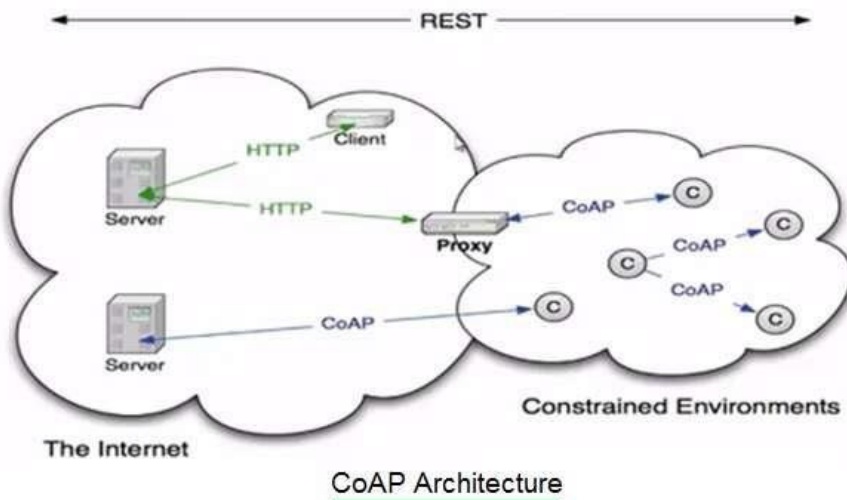 REST
Client
HTTP
Server
HTTP
Proxy
CoAP
C
C
CoAP
C
CoAP
C
C
CoAP
Server
Constrained Environments
The Internet
CoAP Architecture